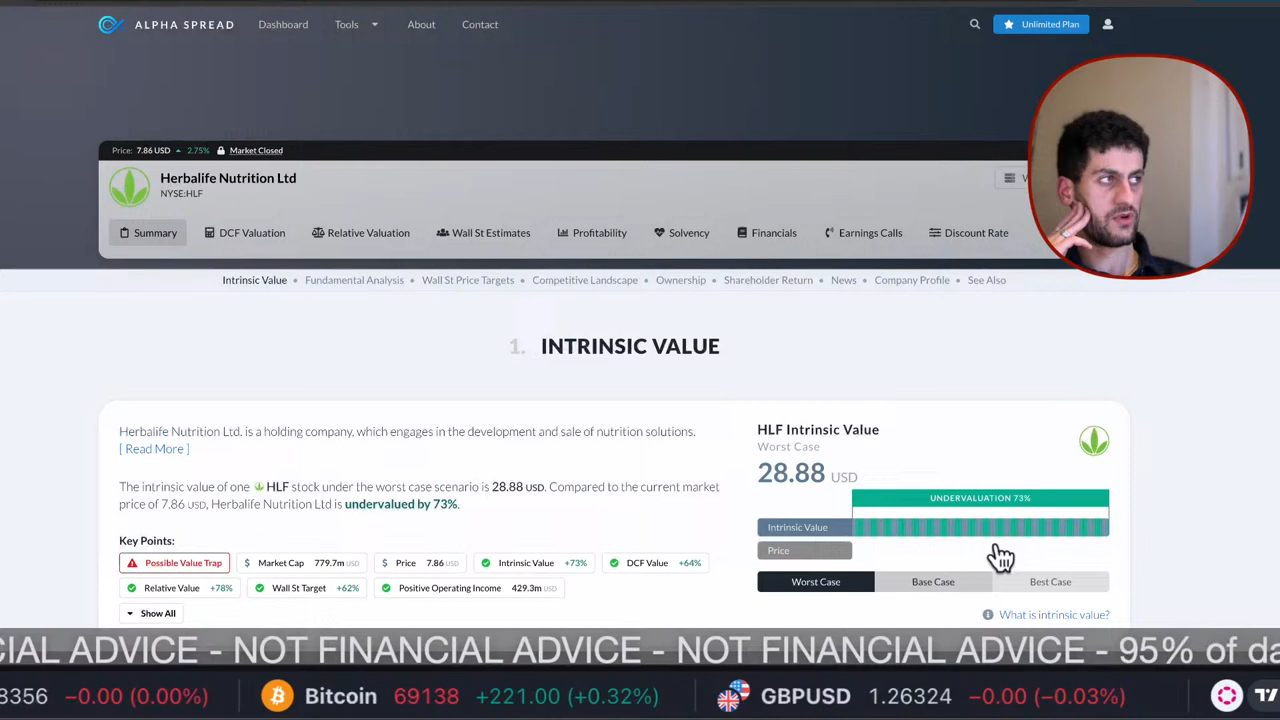 ALPHA SPREAD Dashboard Tools About Contact Unlimited Plan
Price: 7.86 USD 2.75% Market Closed
Herbalife Nutrition Ltd
NYSE:HLF
Summary DCF Valuation Relative Valuation Wall St Estimates Profitability Solvency Financials Earnings Calls Discount Rate
Intrinsic Value • Fundamental Analysis • Wall St Price Targets • Competitive Landscape • Ownership • Shareholder Return • News • Company Profile • See Also
1. INTRINSIC VALUE
Herbalife Nutrition Ltd. is a holding company, which engages in the development and sale of nutrition solutions.
[ Read More ]
The intrinsic value of one HLF stock under the worst case scenario is 28.88 USD. Compared to the current market
price of 7.86 USD, Herbalife Nutrition Ltd is undervalued by 73%.
Key Points:
Possible Value Trap $ Market Cap 779.7m USD $ Price 7.86 USD Intrinsic Value +73% DCF Value +64%
Relative Value +78% Wall St Target +62% Positive Operating Income 429.3m USD
Show All
HLF Intrinsic Value
Worst Case
28.88 USD
UNDERVALUATION 73%
Intrinsic Value
Price
Worst Case Base Case Best Case
What is intrinsic value?
CIAL ADVICE - NOT FINANCIAL ADVICE - NOT FINANCIAL ADVICE - 95% of da
8356 −0.00 (0.00%) Bitcoin 69138 +221.00 (+0.32%) GBPUSD 1.26324 −0.00 (−0.03%)